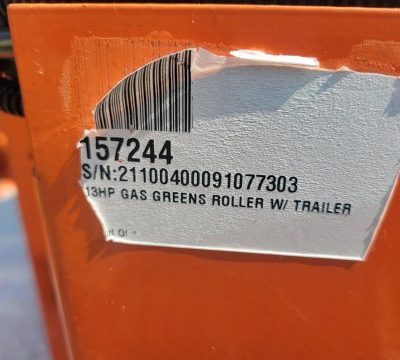 157244
S/N:21100400091077303
13HP GAS GREENS ROLLER W/ TRAILER